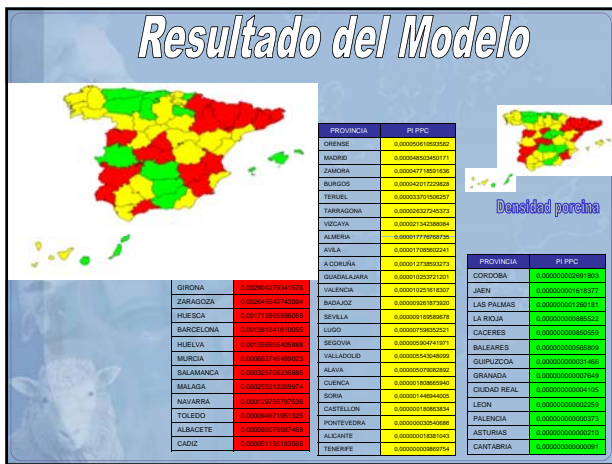 Resultado del Modelo
PROVINCIA PI PPC
ORENSE 0,000050610593582
MADRID 0,000048503450171
ZAMORA 0,000047718591636
BURGOS 0,000042017229828
TERUEL 0,000033701506257
TARRAGONA 0,000026327245373
VIZCAYA 0,000021342388084
ALMERIA 0,000017776768735
AVILA 0,000017085602241
A CORUÑA 0,000012738593273
GUADALAJARA 0,000010253721201
VALENCIA 0,000010251618307
BADAJOZ 0,000009261873920
SEVILLA 0,000009169589678
LUGO 0,000007596352521
SEGOVIA 0,000005904741971
VALLADOLID 0,000005543048099
ALAVA 0,000005079082892
CUENCA 0,000001808665940
SORIA 0,000001446944005
CASTELLON 0,000000180863834
PONTEVEDRA 0,000000030540686
ALICANTE 0,000000018381043
TENERIFE 0,000000009869754
GIRONA
ZARAGOZA
HUESCA
BARCELONA
HUELVA
MURCIA
SALAMANCA
MALAGA
NAVARRA
TOLEDO
ALBACETE
CADIZ
Densidad porcina
PROVINCIA PI PPC
CORDOBA 0,000000002691803
JAEN 0,000000001618377
LAS PALMAS 0,000000001260181
LA RIOJA 0,000000000885522
CACERES 0,000000000850559
BALEARES 0,000000000565809
GUIPUZCOA 0,000000000031466
GRANADA 0,000000000007649
CIUDAD REAL 0,000000000004105
LEON 0,000000000002259
PALENCIA 0,000000000000373
ASTURIAS 0,000000000000210
CANTABRIA 0,000000000000091